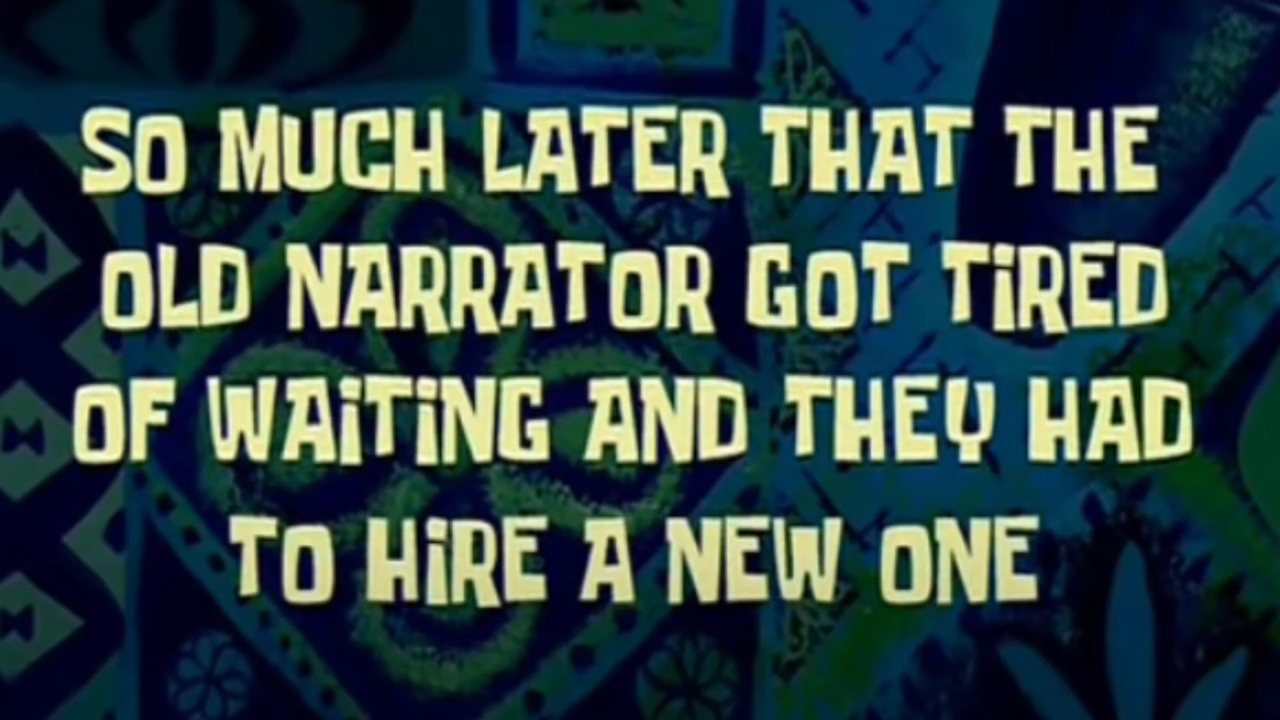 SO MUCH LATER THAT THE
OLD NARRATOR GOT TiRED
OF WAiTiNG AND THEY HAD
TO HiRE A NEW ONE